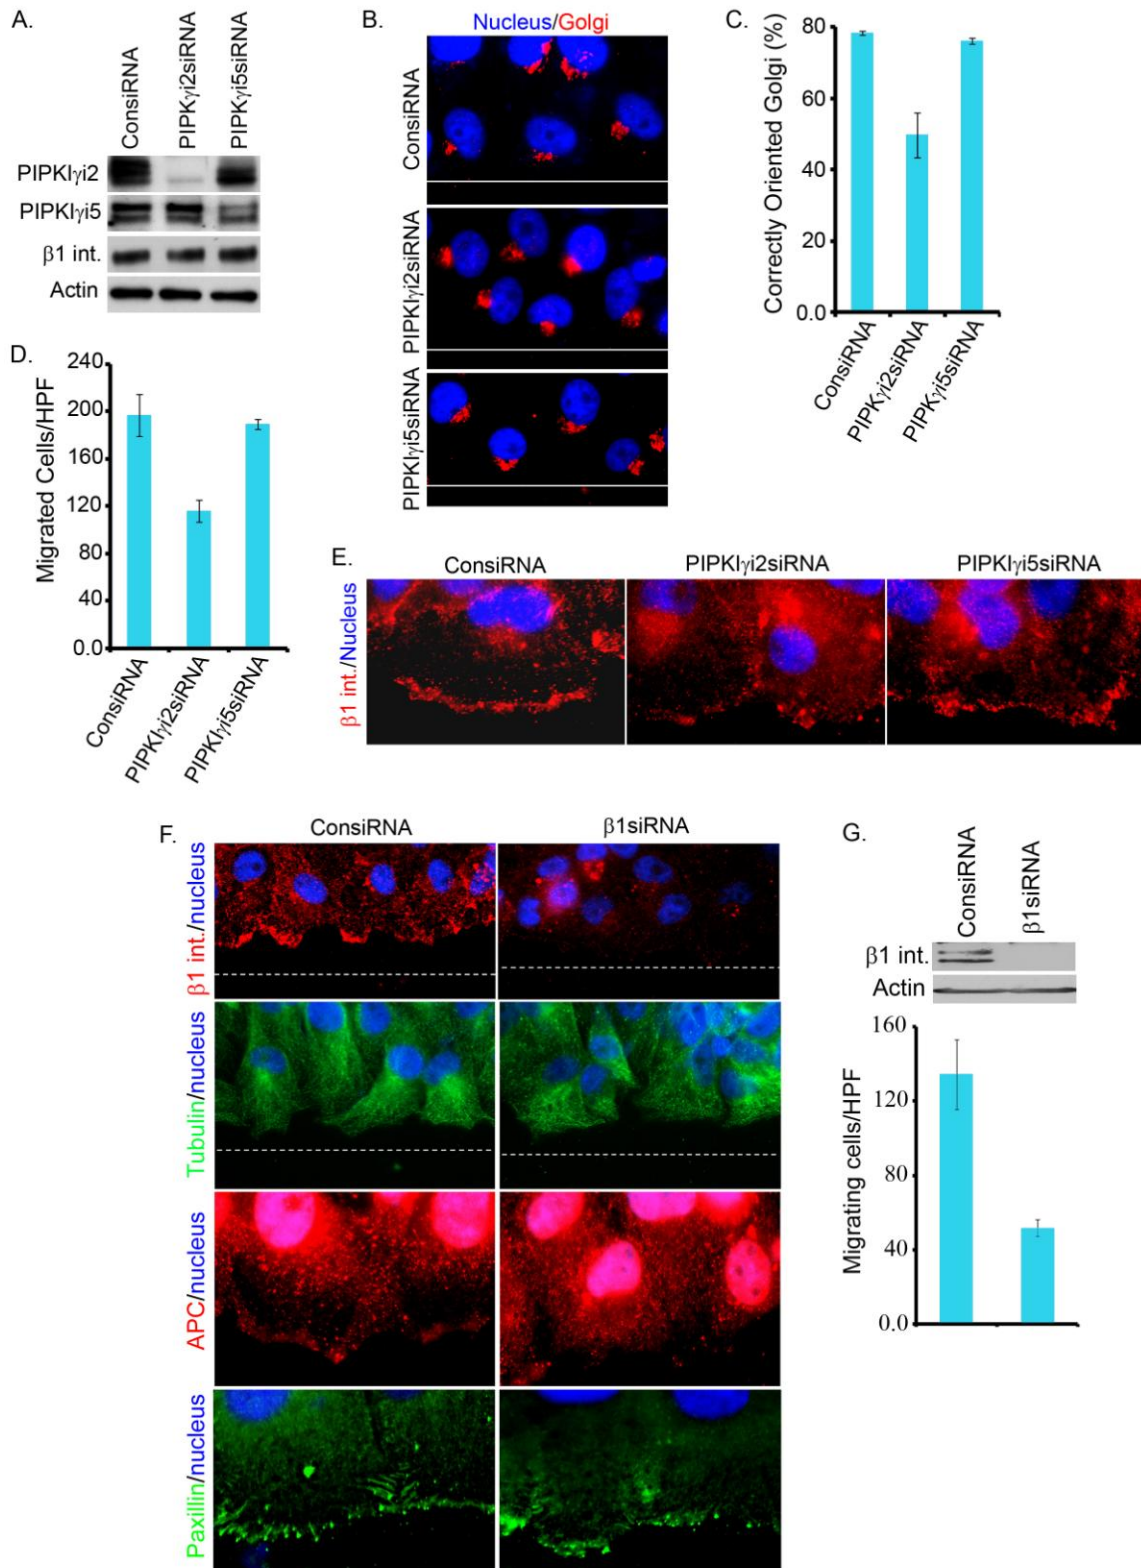 A.
ConsiRNA
PIPKγi2siRNA
PIPKγi5siRNA
PIPKIγi2
PIPKIγi5
β1 int.
Actin
B.
Nucleus/Golgi
ConsiRNA
PIPKIγi2siRNA
PIPKIγi5siRNA
C.
Correctly Oriented Golgi (%)
80
60
40
20
0.0
ConsiRNA
PIPKγi2siRNA
PIPKγi5siRNA
D.
Migrated Cells/HPF
240
200
160
120
80
40
0.0
ConsiRNA
PIPKIγi2siRNA
PIPKIγi5siRNA
E.
ConsiRNA
PIPKIγi2siRNA
PIPKIγi5siRNA
β1 int./Nucleus
F.
ConsiRNA
β1siRNA
β1 int./nucleus
Tubulin/nucleus
APC/nucleus
Paxillin/nucleus
G.
ConsiRNA
β1siRNA
β1 int.
Actin
Migrating cells/HPF
160
120
80
40
0.0